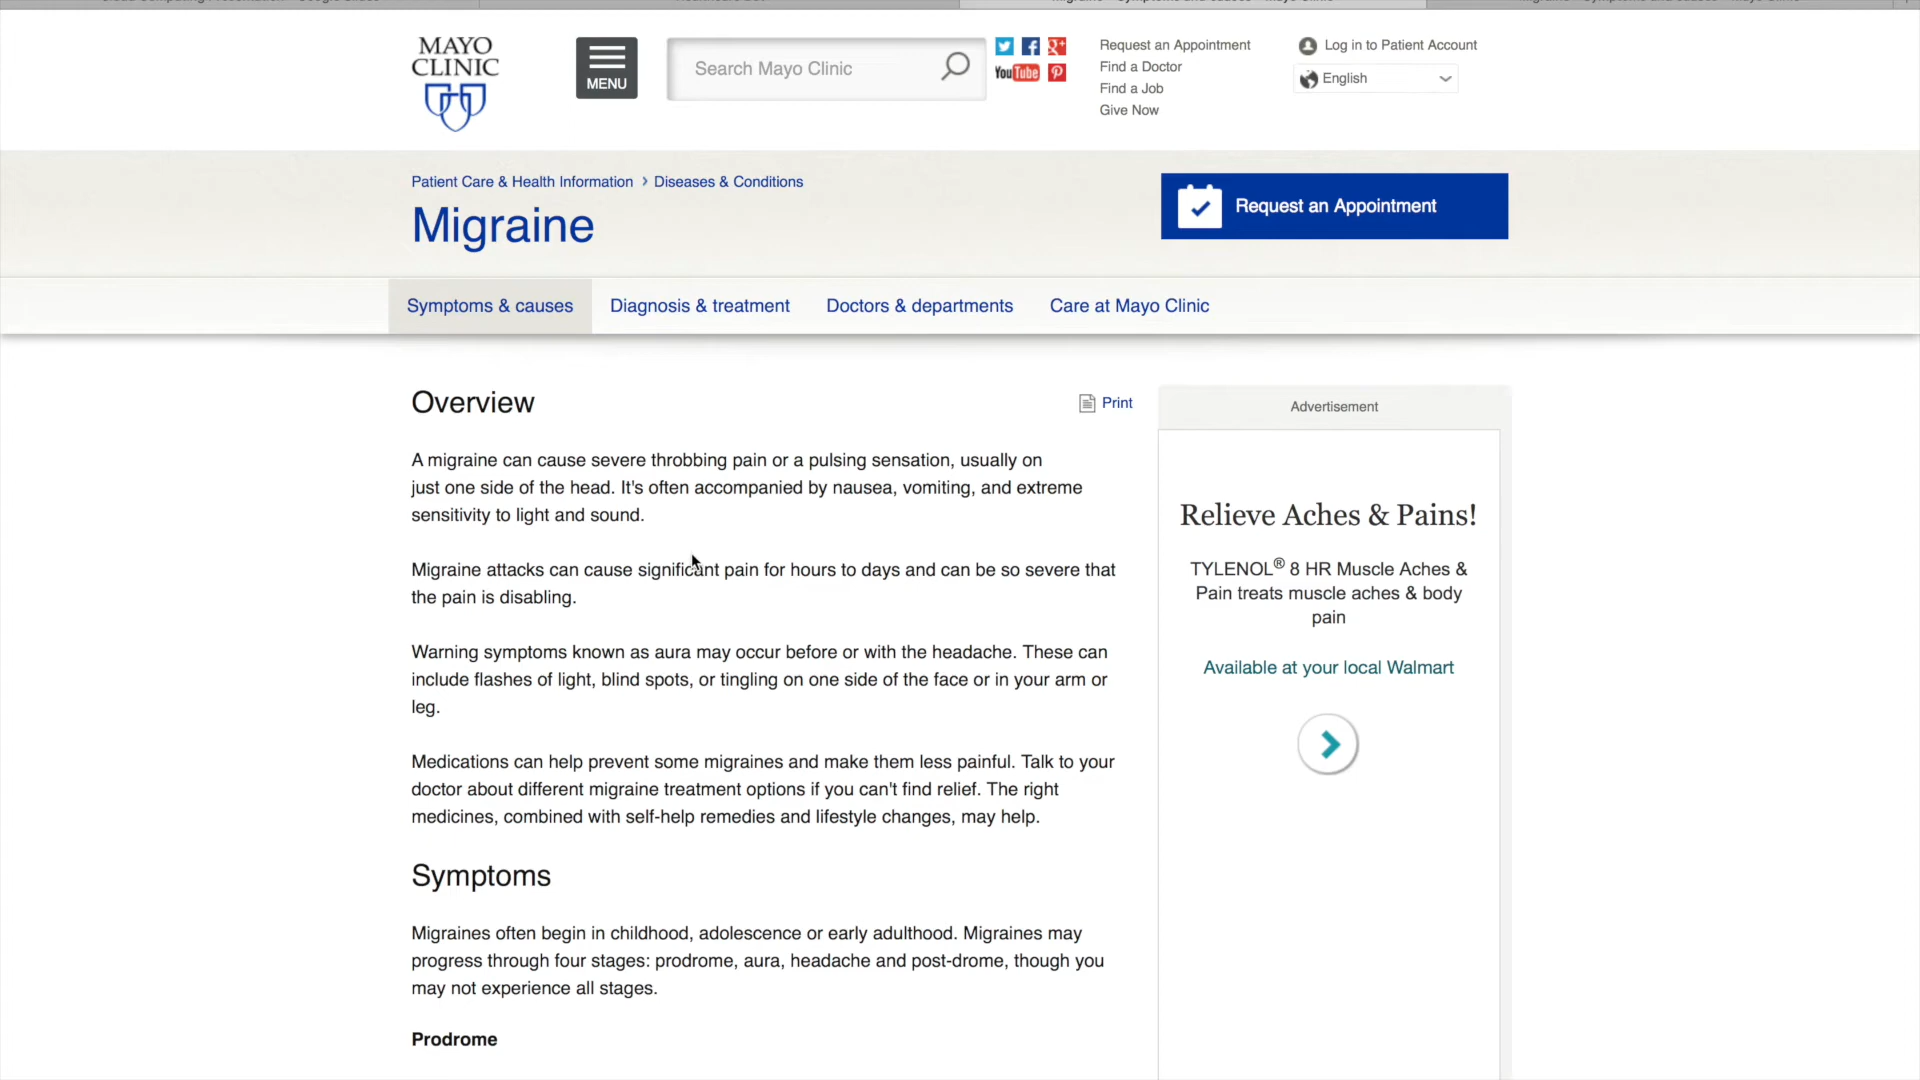 MAYO
CLINIC
MENU
Search Mayo Clinic
You Tube
Request an Appointment
Find a Doctor
Find a Job
Give Now
Log in to Patient Account
English
Patient Care & Health Information › Diseases & Conditions
Migraine
Request an Appointment
Symptoms & causes
Diagnosis & treatment
Doctors & departments
Care at Mayo Clinic
Overview
Print
A migraine can cause severe throbbing pain or a pulsing sensation, usually on
just one side of the head. It's often accompanied by nausea, vomiting, and extreme
sensitivity to light and sound.
Migraine attacks can cause significant pain for hours to days and can be so severe that
the pain is disabling.
Warning symptoms known as aura may occur before or with the headache. These can
include flashes of light, blind spots, or tingling on one side of the face or in your arm or
leg.
Medications can help prevent some migraines and make them less painful. Talk to your
doctor about different migraine treatment options if you can't find relief. The right
medicines, combined with self-help remedies and lifestyle changes, may help.
Symptoms
Migraines often begin in childhood, adolescence or early adulthood. Migraines may
progress through four stages: prodrome, aura, headache and post-drome, though you
may not experience all stages.
Prodrome
Advertisement
Relieve Aches & Pains!
TYLENOL® 8 HR Muscle Aches &
Pain treats muscle aches & body
pain
Available at your local Walmart